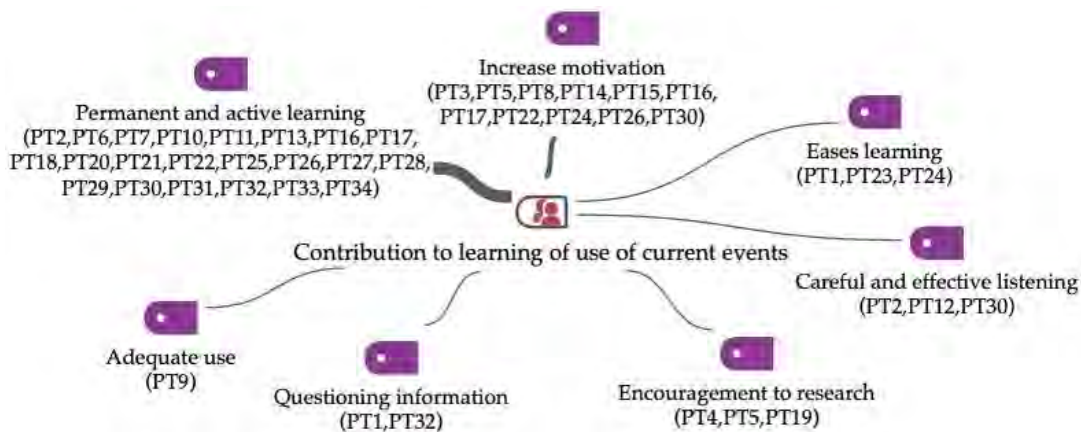 Increase motivation
(PT3,PT5,PT8,PT14,PT15,PT16,
PT17,PT22,PT24,PT26,PT30)
Permanent and active learning
(PT2,PT6,PT7,PT10,PT11,PT13,PT16,PT17,
PT18,PT20,PT21,PT22,PT25,PT26,PT27,PT28,
PT29,PT30,PT31,PT32,PT33,PT34)
Eases learning
(PT1,PT23,PT24)
Contribution to learning of use of current events
Careful and effective listening
(PT2,PT12,PT30)
Adequate use
(PT9)
Questioning information
(PT1,PT32)
Encouragement to research
(PT4,PT5,PT19)